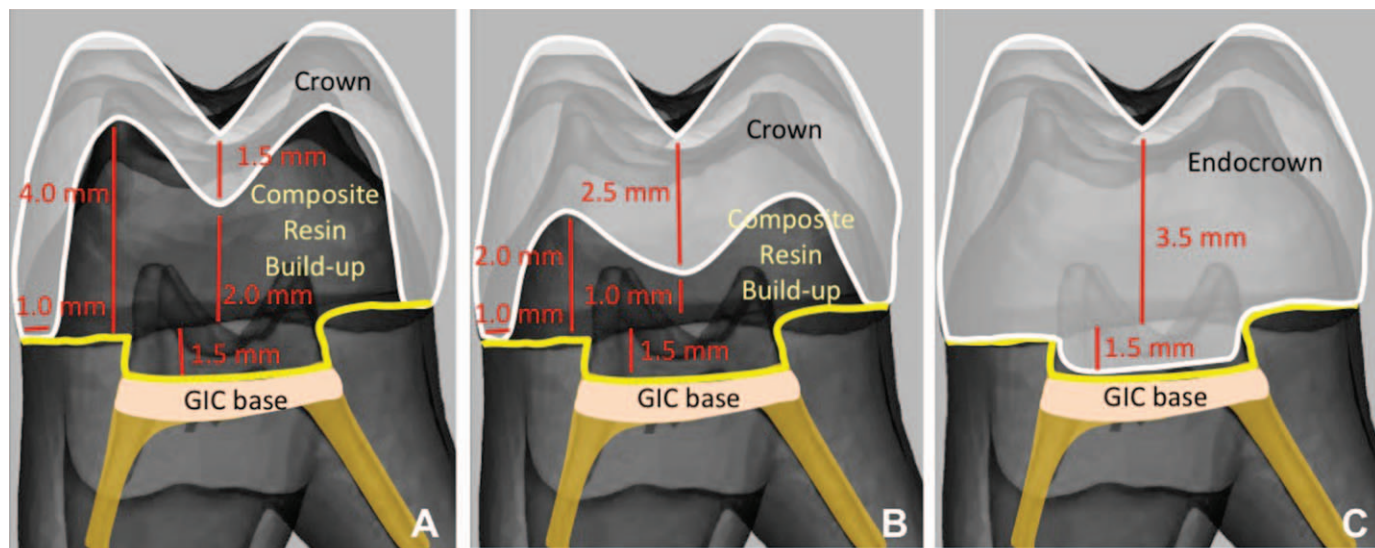 Crown
1.5 mm
4.0 mm
Composite
Resin
Build-up
1.0 mm
2.0 mm
1.5 mm
GIC base
A
Crown
2.5 mm
Composite
Resin
Build-up
2.0 mm
1.0 mm
1.0 mm
1.5 mm
GIC base
B
Endocrown
3.5 mm
1.5 mm
GIC base
C